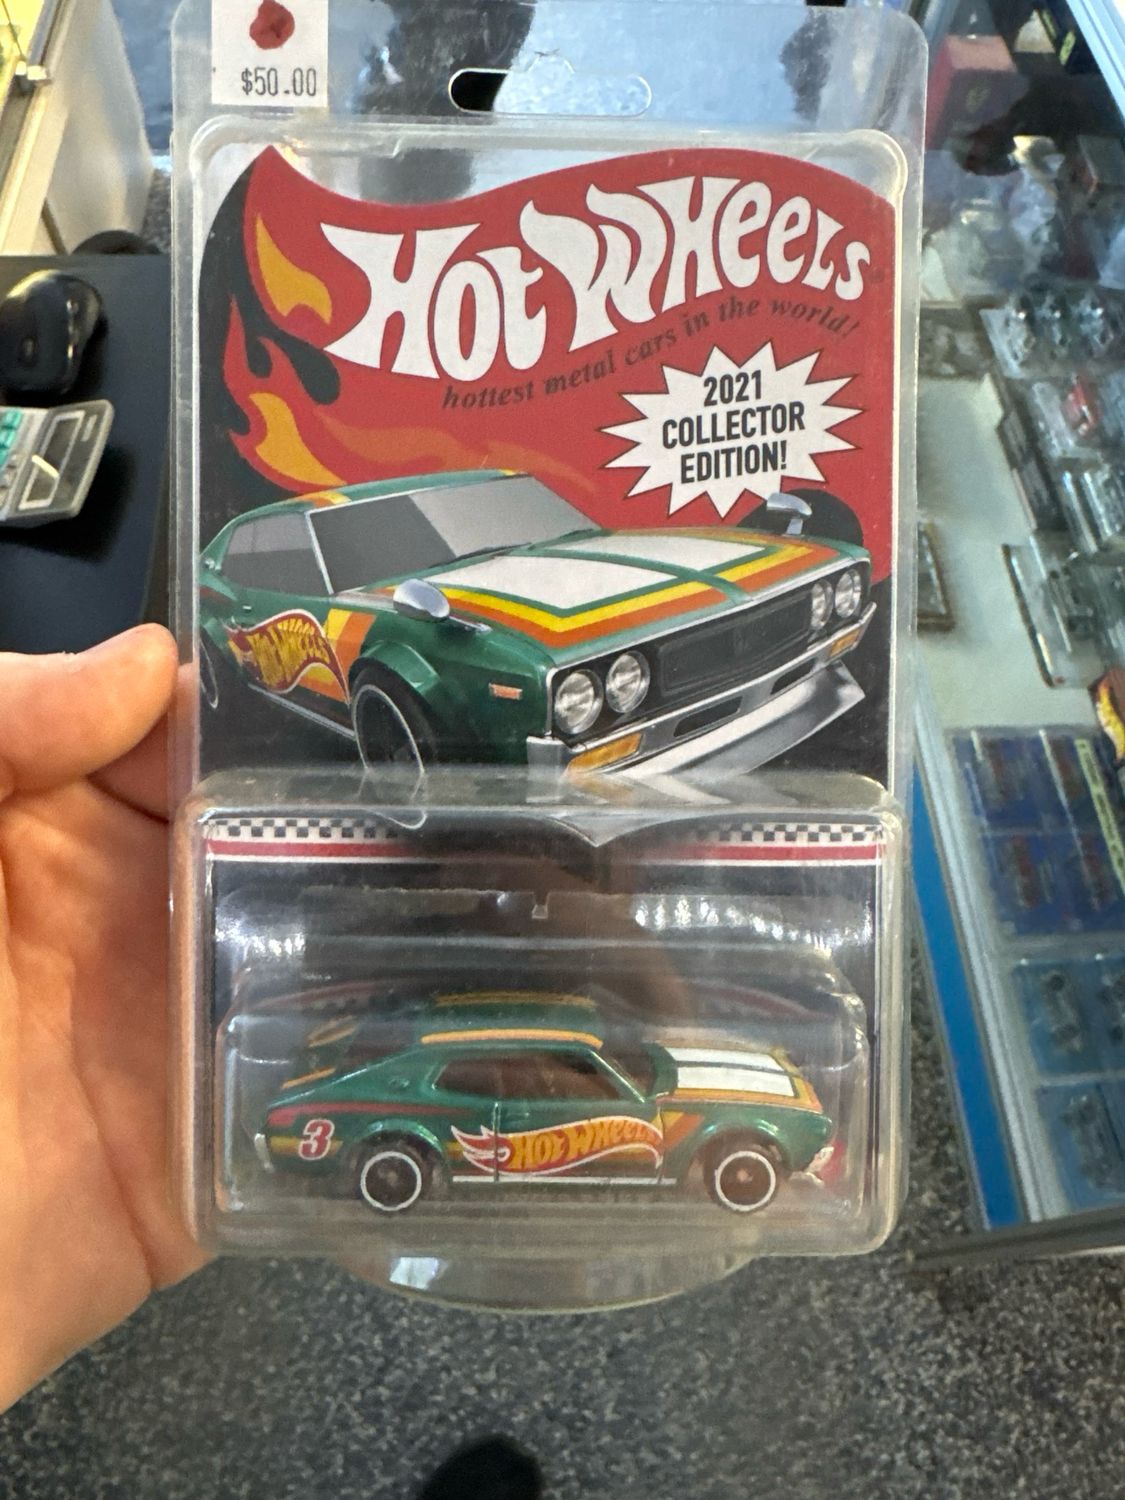 $50.00
HOT WHEELS
hottest metal cars in the world!
2021
COLLECTOR
EDITION!
HOT WHEELS
3
HOT WHEELS